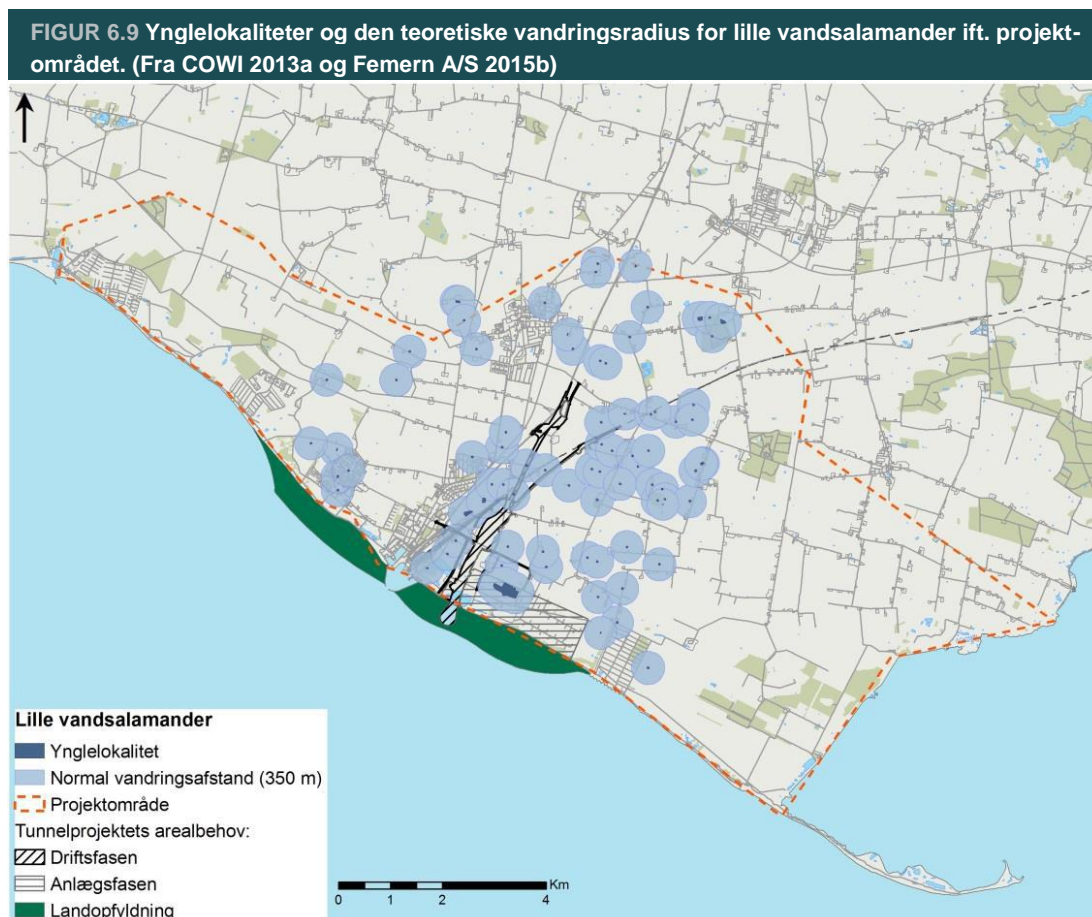 FIGUR 6.9 Ynglelokaliteter og den teoretiske vandringsradius for lille vandsalamander ift. projekt-
området. (Fra COWI 2013a og Femern A/S 2015b)
Lille vandsalamander
Ynglelokalitet
Normal vandringsafstand (350 m)
Projektområde
Tunnelprojektets arealbehov:
Driftsfasen
Anlægsfasen
Landopfyldning
Km
0 1 2 4